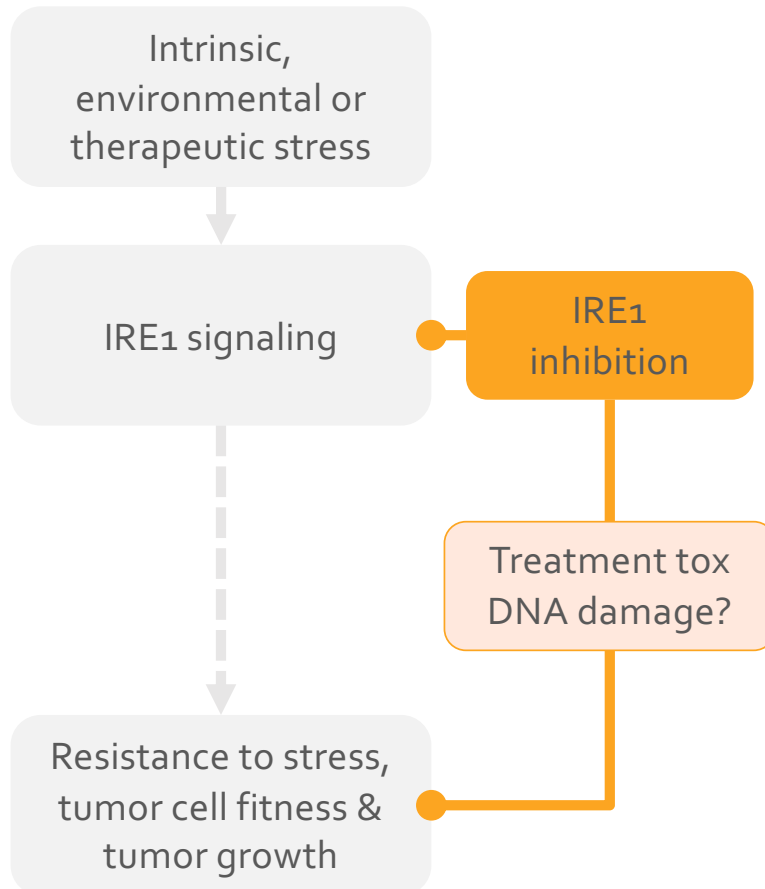 Intrinsic,
environmental or
therapeutic stress
IRE1 signaling
IRE1
inhibition
Treatment tox
DNA damage?
Resistance to stress,
tumor cell fitness &
tumor growth